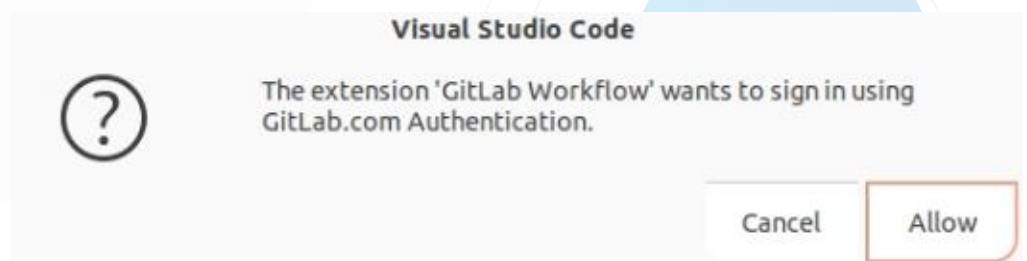 Visual Studio Code
The extension 'GitLab Workflow' wants to sign in using
GitLab.com Authentication.
Cancel Allow